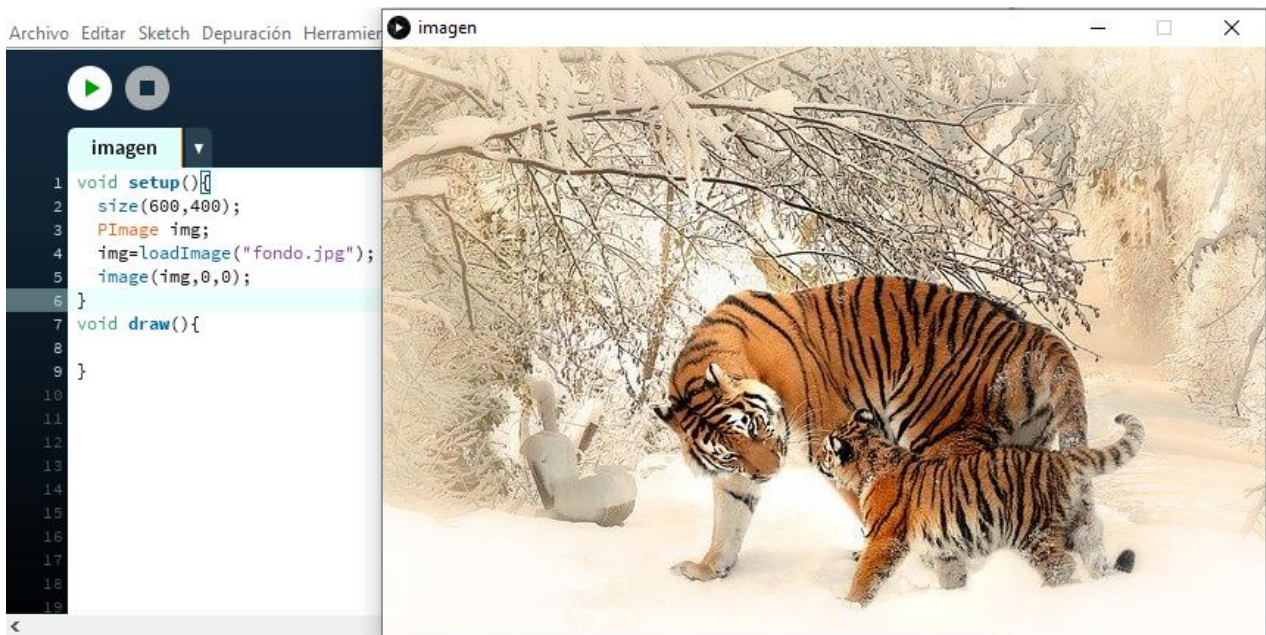 Archivo Editar Sketch Depuración
imagen
imagen
1 void setup(){
2 size(600,400);
3 PImage img;
4 img=loadImage("fondo.jpg");
5 image(img,0,0);
6 }
7 void draw(){
8
9 }
10
11
12
13
14
15
16
17
18
19